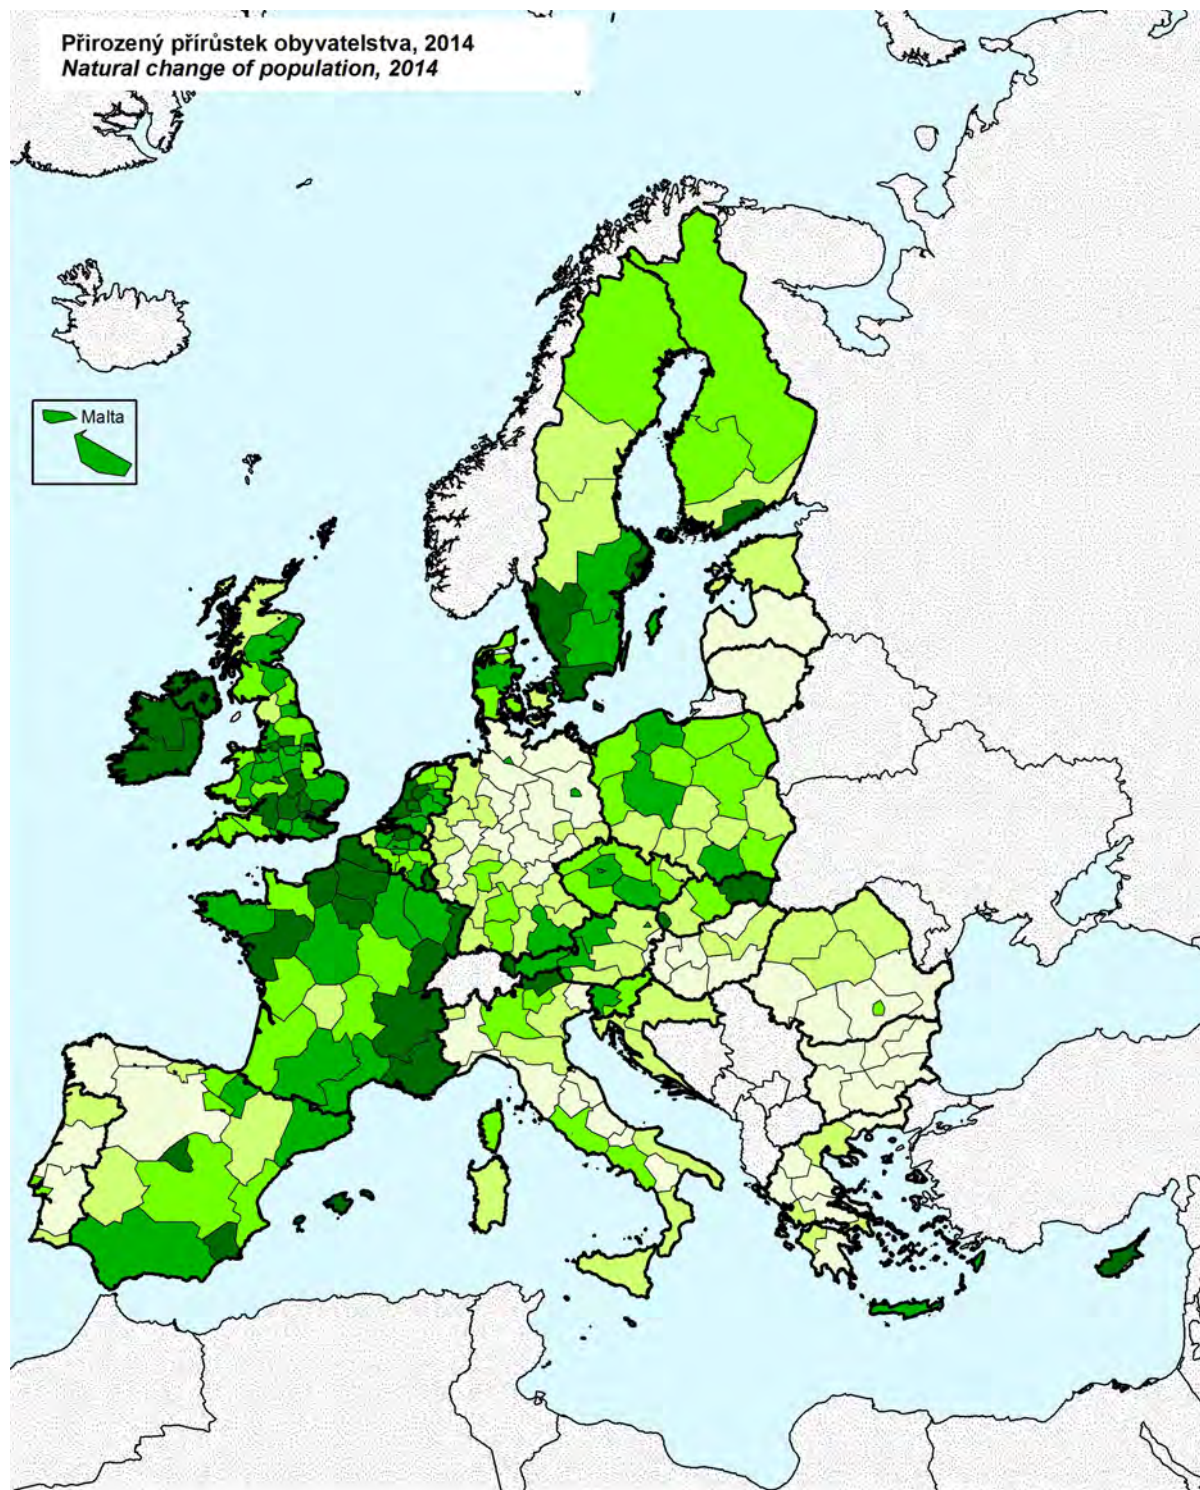 Přirozený přírůstek obyvatelstva, 2014
Natural change of population, 2014
Malta